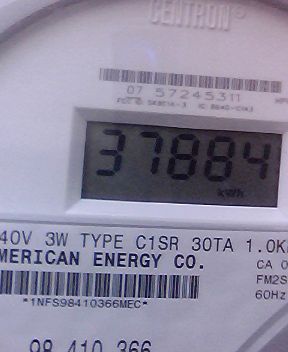 CENTRON®
07 57245311
37884
kWh
40V 3W TYPE C1SR 30TA 1.0K
MERICAN ENERGY CO.
CA 0
FM2S
60Hz
*1NFS98410366MEC*
98 410 366